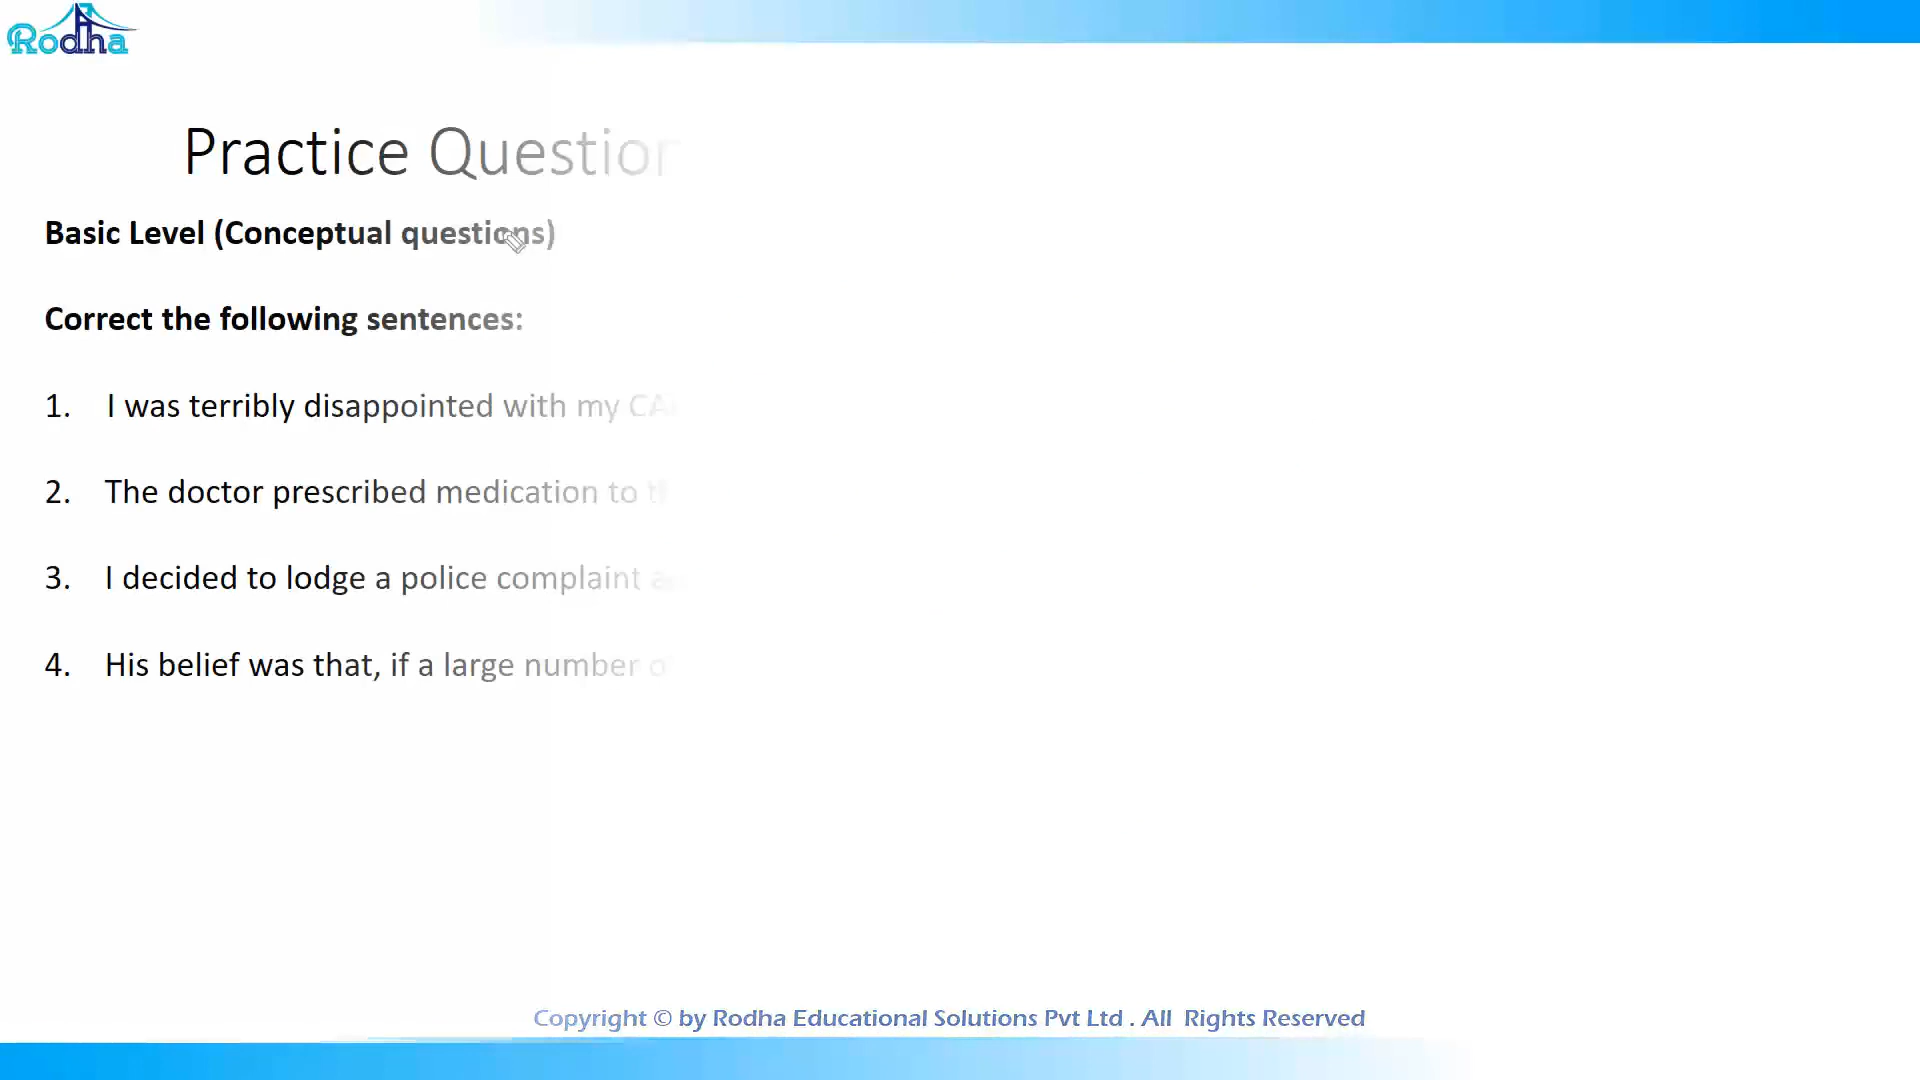 Rodha
Practice Question
Basic Level (Conceptual questions)
Correct the following sentences:
1. I was terribly disappointed with my
2. The doctor prescribed medication to
3. I decided to lodge a police complaint
4. His belief was that, if a large number
Copyright © by Rodha Educational Solutions Pvt Ltd . All Rights Reserved